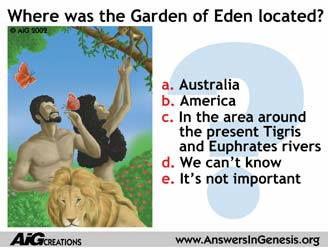 Where was the Garden of Eden located?
© AiG 2002
a. Australia
b. America
c. In the area around
the present Tigris
and Euphrates rivers
d. We can't know
e. It's not important
?
AiG CREATIONS
www.AnswersInGenesis.org